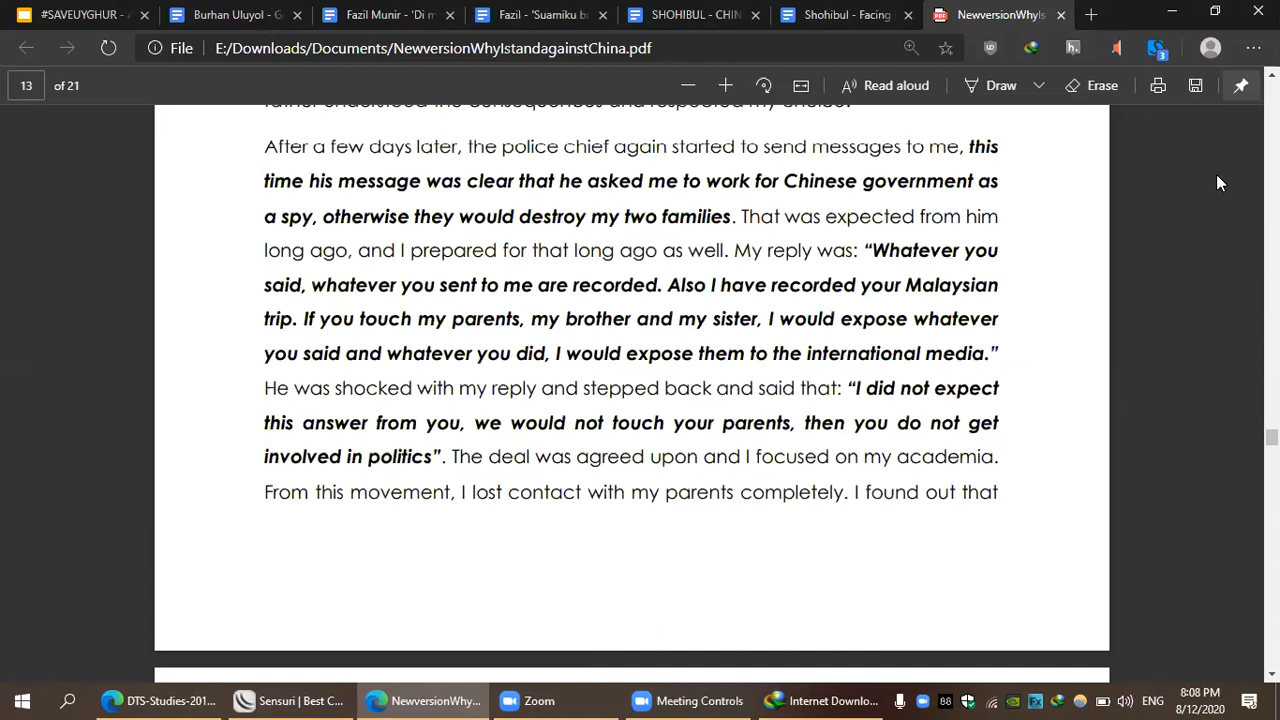 #SAVEUYGHUR -
Burhan Uluyol - G
Fazil Munir - 'Di m
Fazil - 'Suamiku b
SHOHIBUL - CHIN
Shohibul - Facing
NewversionWhyIs
File
E:/Downloads/Documents/NewversionWhyIstandagainstChina.pdf
13 of 21
Read aloud
Draw
Erase
father understood the consequences and respected my choice.
After a few days later, the police chief again started to send messages to me, this
time his message was clear that he asked me to work for Chinese government as
a spy, otherwise they would destroy my two families. That was expected from him
long ago, and I prepared for that long ago as well. My reply was: “Whatever you
said, whatever you sent to me are recorded. Also I have recorded your Malaysian
trip. If you touch my parents, my brother and my sister, I would expose whatever
you said and whatever you did, I would expose them to the international media.”
He was shocked with my reply and stepped back and said that: “I did not expect
this answer from you, we would not touch your parents, then you do not get
involved in politics”. The deal was agreed upon and I focused on my academia.
From this movement, I lost contact with my parents completely. I found out that
DTS-Studies-201...
Sensuri | Best C...
NewversionWhy...
Zoom
Meeting Controls
Internet Downlo...
88
ENG
8:08 PM
8/12/2020